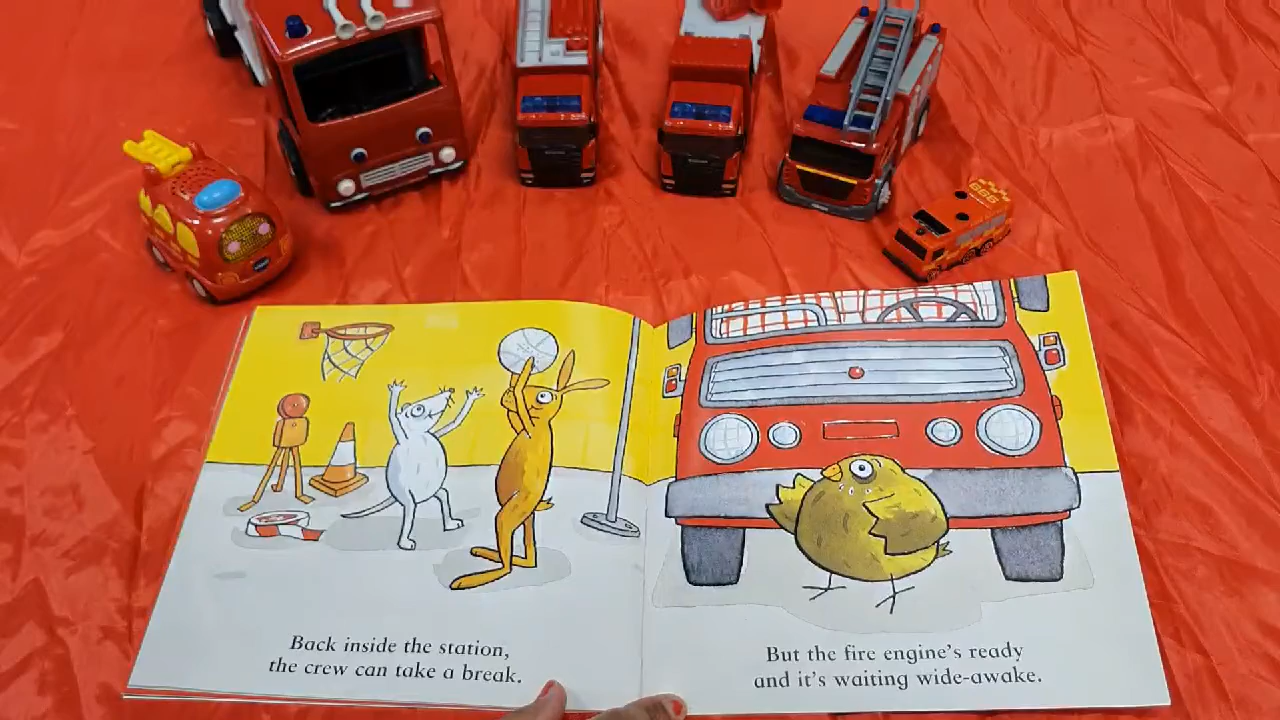 Back inside the station,
the crew can take a break.
But the fire engine's ready
and it's waiting wide-awake.